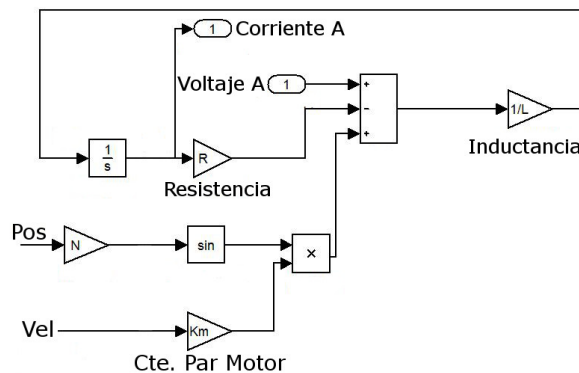 1 Corriente A
Voltaje A 1
+
−
+
1/L
Inductancia
1
s
R
Resistencia
Pos
N
sin
×
Vel
Km
Cte. Par Motor